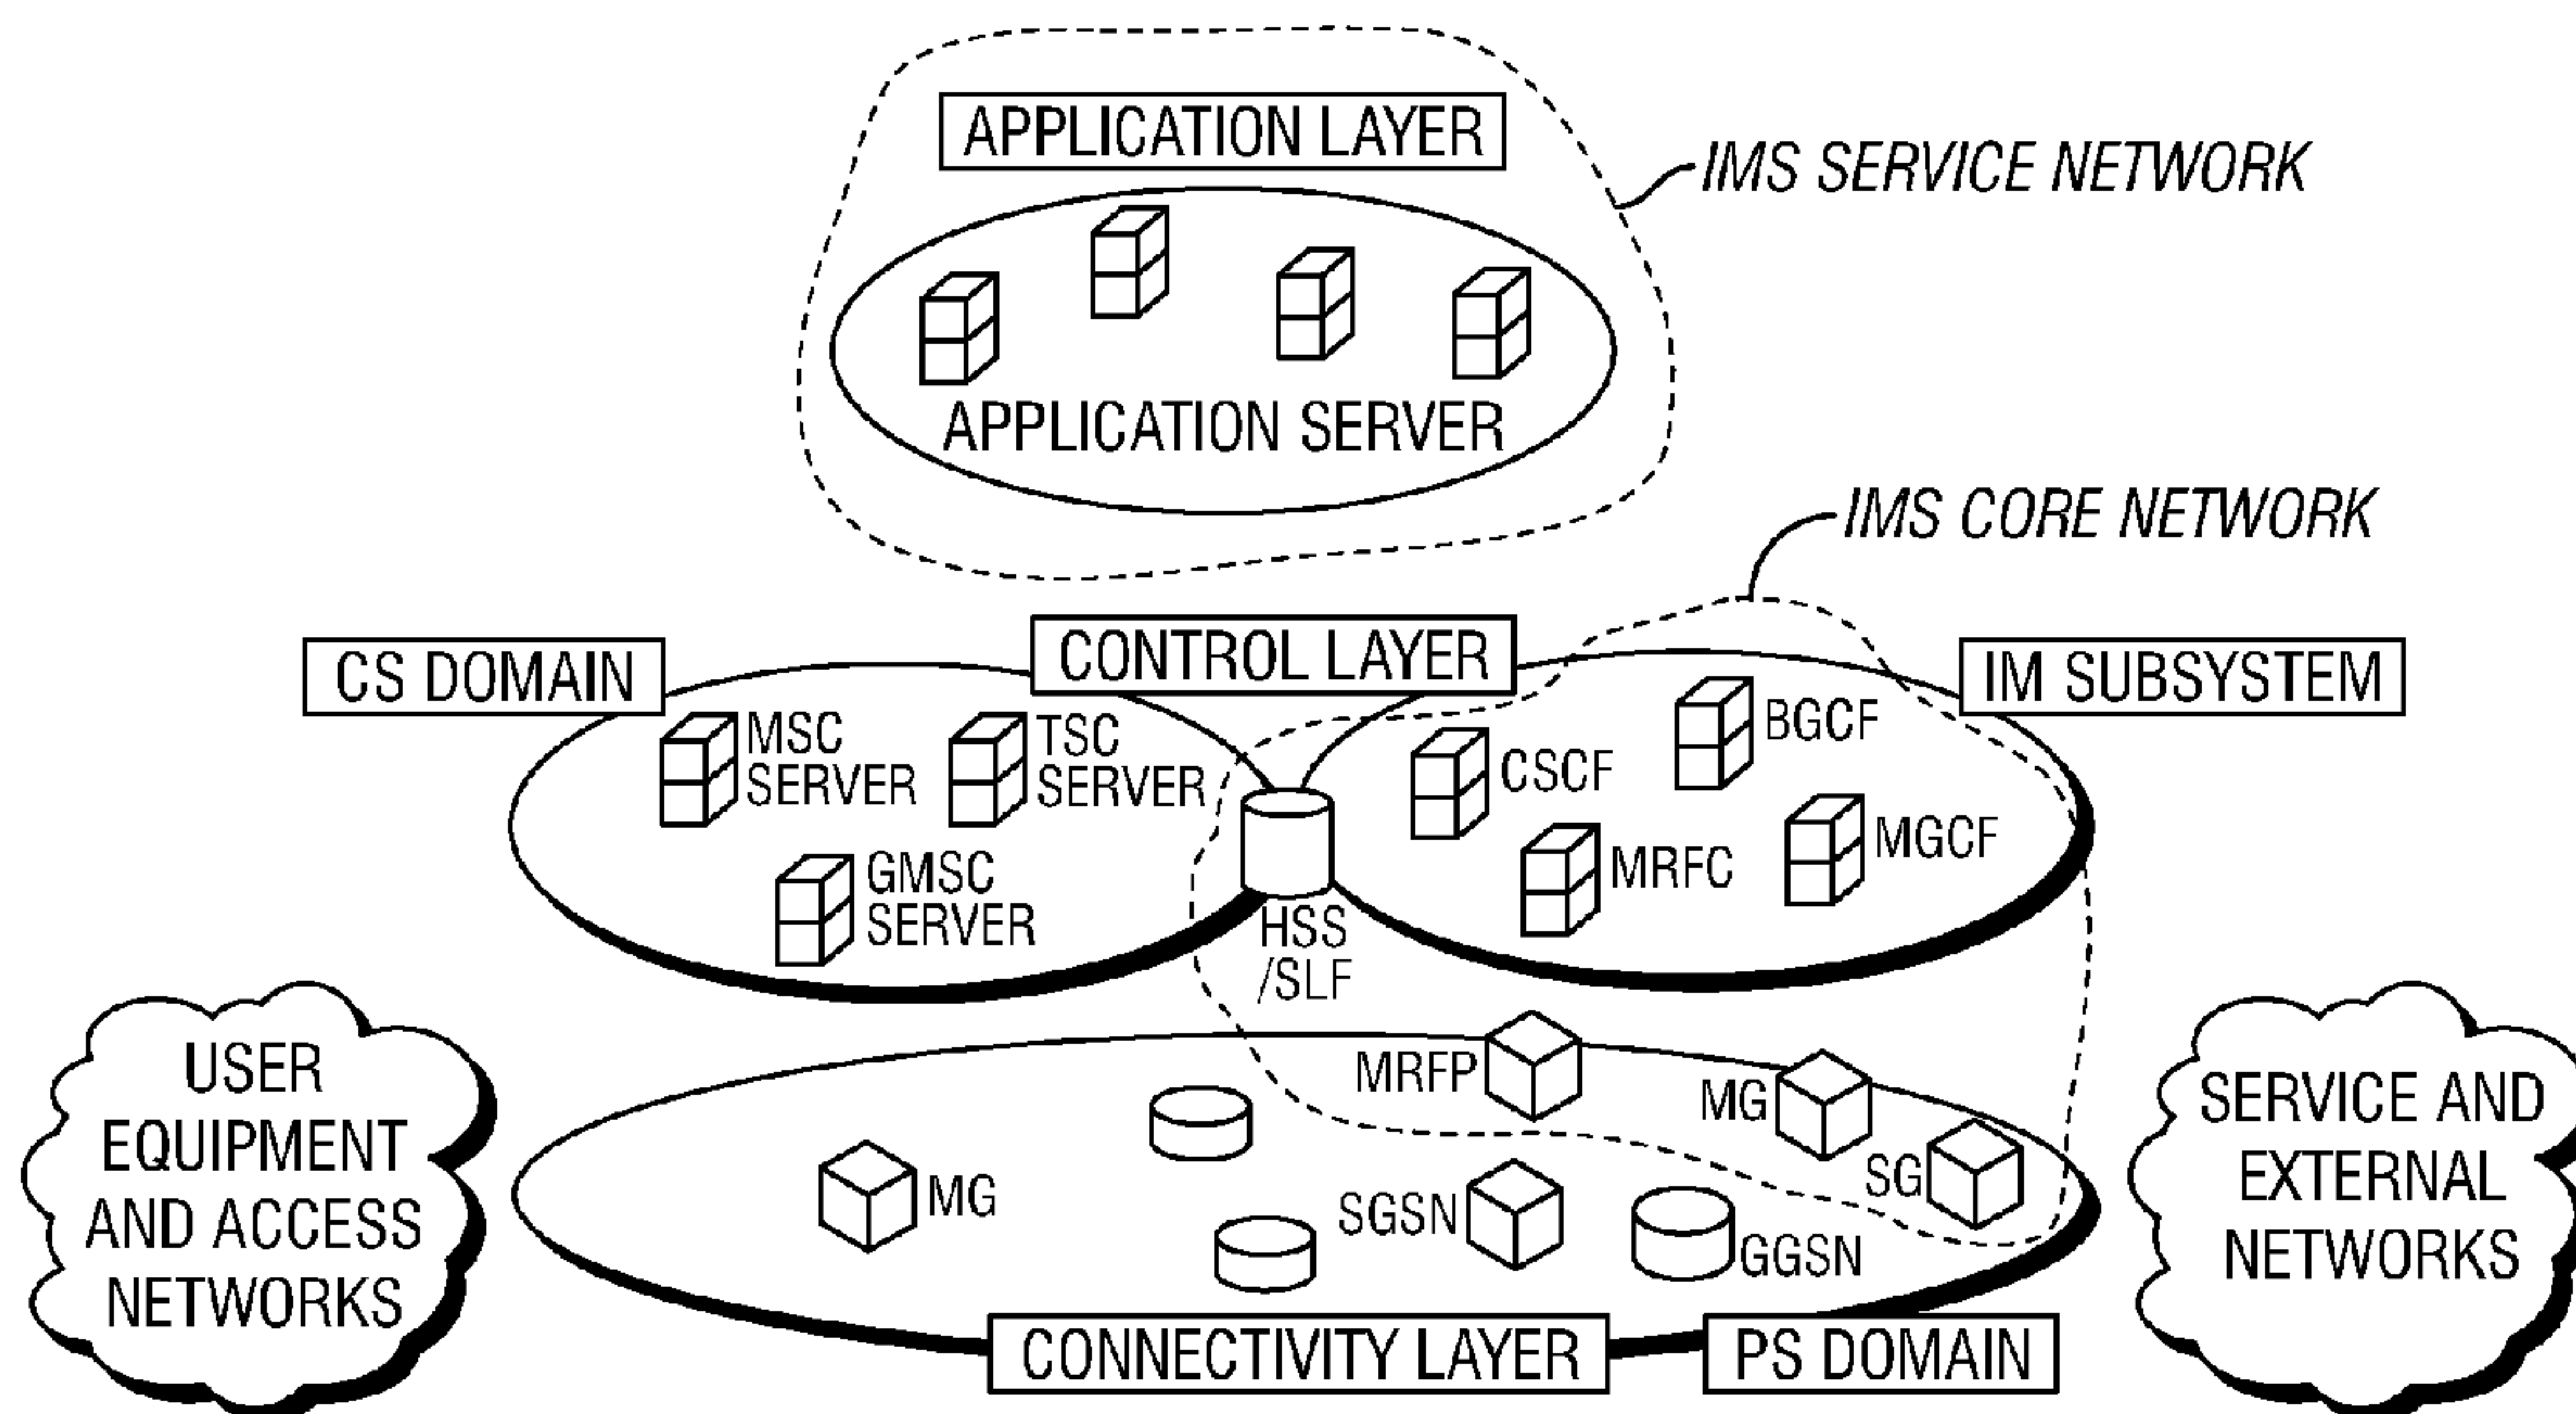 APPLICATION LAYER
IMS SERVICE NETWORK
APPLICATION SERVER
IMS CORE NETWORK
CS DOMAIN
CONTROL LAYER
IM SUBSYSTEM
MSC
SERVER
TSC
SERVER
GMSC
SERVER
HSS
/SLF
CSCF
BGCF
MRFC
MGCF
USER
EQUIPMENT
AND ACCESS
NETWORKS
MRFP
MG
SG
MG
SGSN
GGSN
SERVICE AND
EXTERNAL
NETWORKS
CONNECTIVITY LAYER
PS DOMAIN